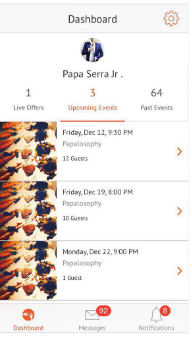 Dashboard
Papa Serra Jr .
1
3
64
Live Offers
Upcoming Events
Past Events
Friday, Dec 12, 9:30 PM
Papalosophy
12 Guests
Friday, Dec 19, 8:00 PM
Papalosophy
10 Guests
Monday, Dec 22, 9:00 PM
Papalosophy
1 Guest
92
8
Dashboard
Messages
Notifications